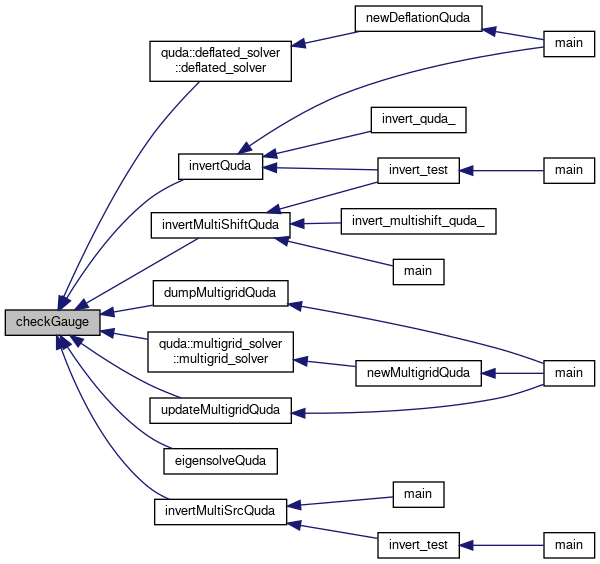 newDeflationQuda
quda::deflated_solver
::deflated_solver
main
invert_quda_
invertQuda
invert_test
main
invertMultiShiftQuda
invert_multishift_quda_
main
dumpMultigridQuda
checkGauge
quda::multigrid_solver
::multigrid_solver
newMultigridQuda
main
updateMultigridQuda
eigensolveQuda
main
invertMultiSrcQuda
invert_test
main